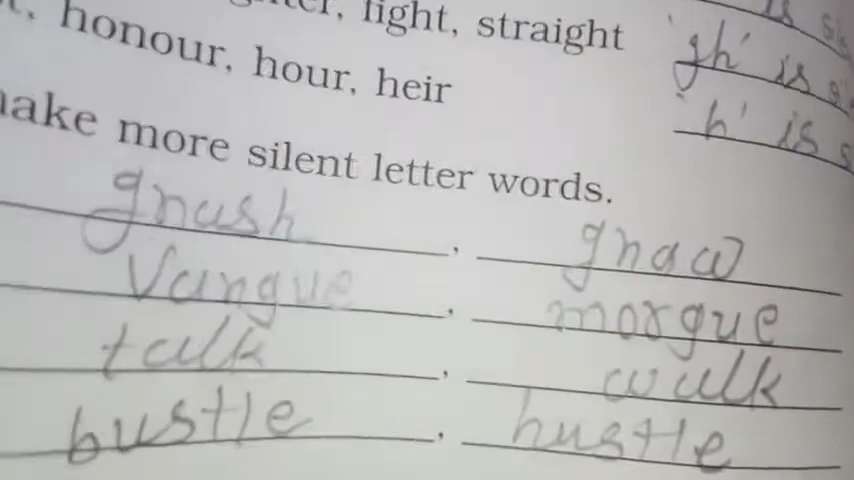 light, straight
'gh' is
honour, hour, heir
'h' is
make more silent letter words.
gnash, gnaw
Vangue, morgue
talk, walk
bustle, hustle